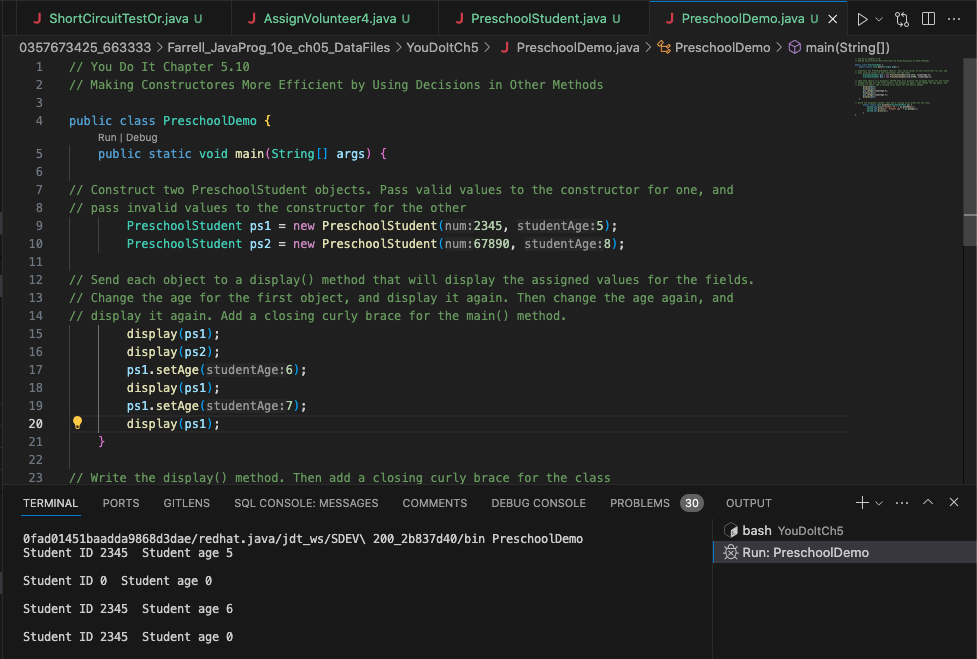 ShortCircuitTestOr.java U
AssignVolunteer4.java U
PreschoolStudent.java U
PreschoolDemo.java U
0357673425_663333 > Farrell_JavaProg_10e_ch05_DataFiles > YouDoItCh5 > PreschoolDemo.java > PreschoolDemo > main(String[])
1 // You Do It Chapter 5.10
2 // Making Constructores More Efficient by Using Decisions in Other Methods
3
4 public class PreschoolDemo {
Run | Debug
5 public static void main(String[] args) {
6
7 // Construct two PreschoolStudent objects. Pass valid values to the constructor for one, and
8 // pass invalid values to the constructor for the other
9 PreschoolStudent ps1 = new PreschoolStudent(num:2345, studentAge:5);
10 PreschoolStudent ps2 = new PreschoolStudent(num:67890, studentAge:8);
11
12 // Send each object to a display() method that will display the assigned values for the fields.
13 // Change the age for the first object, and display it again. Then change the age again, and
14 // display it again. Add a closing curly brace for the main() method.
15 display(ps1);
16 display(ps2);
17 ps1.setAge(studentAge:6);
18 display(ps1);
19 ps1.setAge(studentAge:7);
20 display(ps1);
21 }
22
23 // Write the display() method. Then add a closing curly brace for the class
TERMINAL PORTS GITLENS SQL CONSOLE: MESSAGES COMMENTS DEBUG CONSOLE PROBLEMS 30 OUTPUT
0fad01451baadda9868d3dae/redhat.java/jdt_ws/SDEV\ 200_2b837d40/bin PreschoolDemo
Student ID 2345 Student age 5
Student ID 0 Student age 0
Student ID 2345 Student age 6
Student ID 2345 Student age 0
bash YouDoItCh5
Run: PreschoolDemo